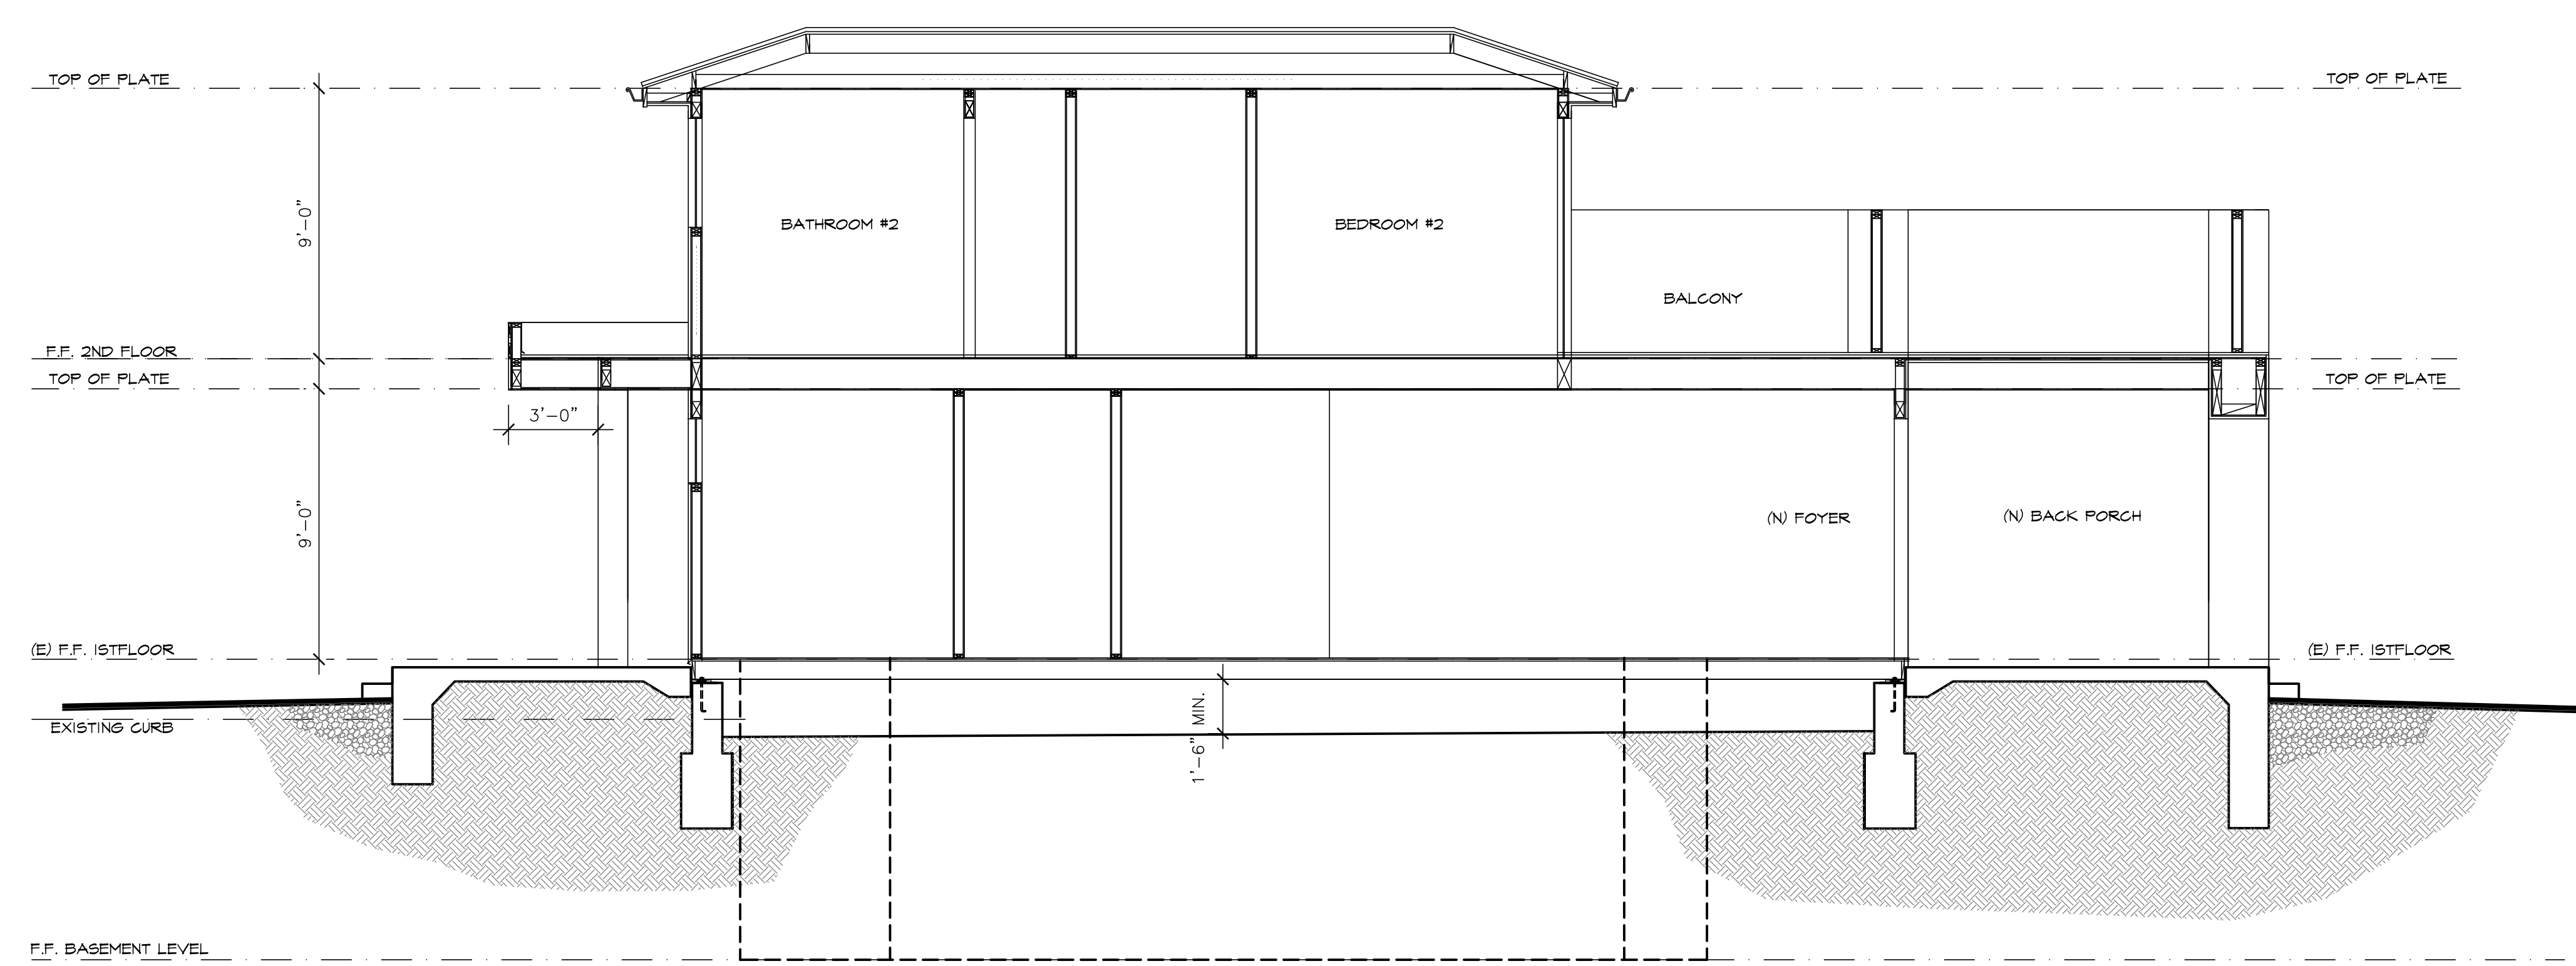 TOP OF PLATE
TOP OF PLATE
9'-0"
BATHROOM #2
BEDROOM #2
BALCONY
F.F. 2ND FLOOR
TOP OF PLATE
TOP OF PLATE
3'-0"
9'-0"
(N) FOYER
(N) BACK PORCH
(E) F.F. 1STFLOOR
(E) F.F. 1STFLOOR
EXISTING CURB
1'-6" MIN.
F.F. BASEMENT LEVEL